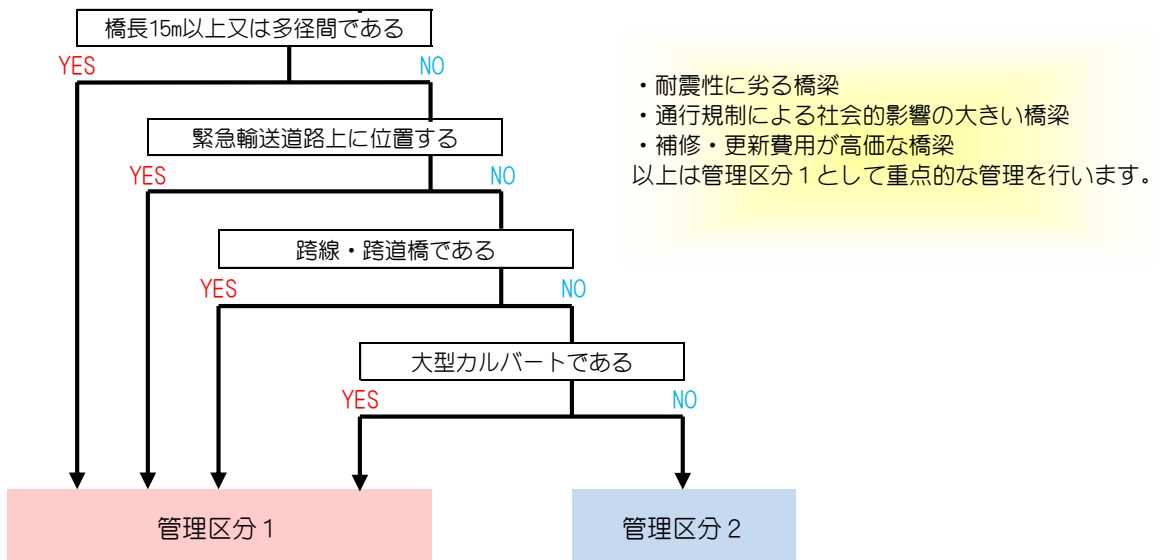 橋長15m以上又は多径間である
YES
NO
・耐震性に劣る橋梁
・通行規制による社会的影響の大きい橋梁
・補修・更新費用が高価な橋梁
以上は管理区分１として重点的な管理を行います。
緊急輸送道路上に位置する
YES
NO
跨線・跨道橋である
YES
NO
大型カルバートである
YES
NO
管理区分１
管理区分２